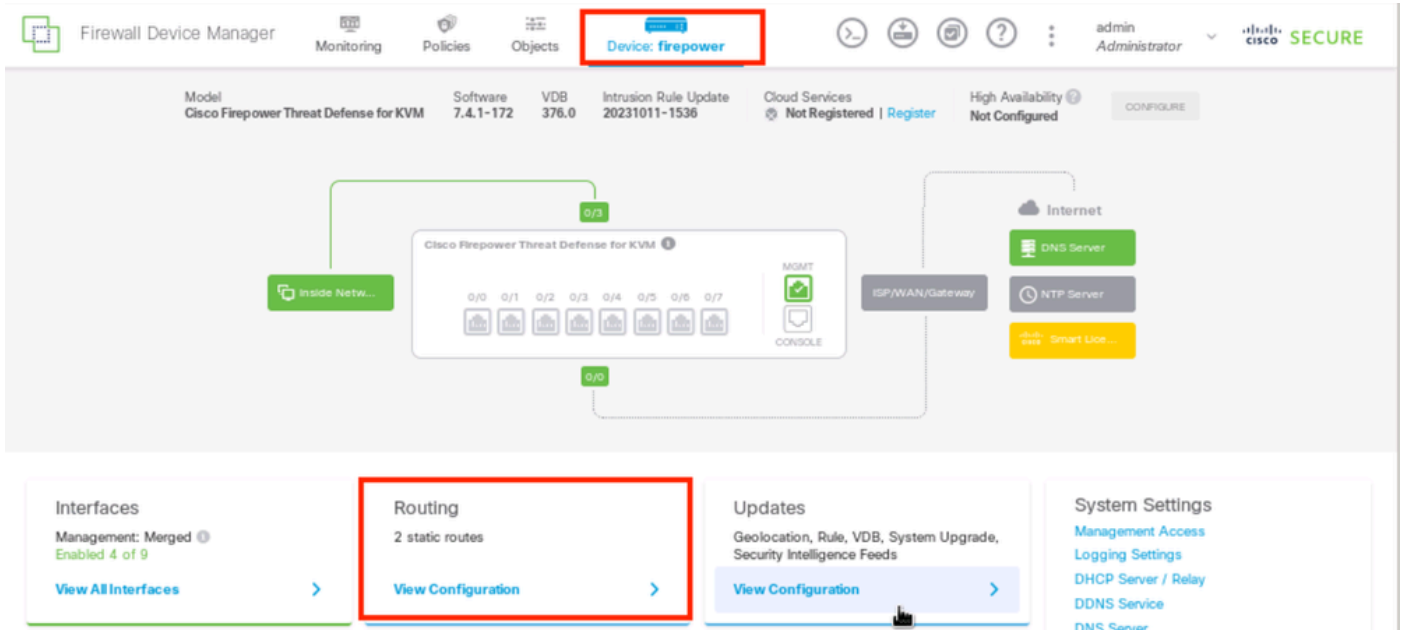 Firewall Device Manager
Monitoring
Policies
Objects
Device: firepower
admin
Administrator
cisco SECURE
Model
Cisco Firepower Threat Defense for KVM
Software
7.4.1-172
VDB
376.0
Intrusion Rule Update
20231011-1536
Cloud Services
Not Registered | Register
High Availability
Not Configured
CONFIGURE
0/3
Internet
Cisco Firepower Threat Defense for KVM
DNS Server
MGMT
Inside Netw...
0/0 0/1 0/2 0/3 0/4 0/5 0/6 0/7
ISP/WAN/Gateway
NTP Server
CONSOLE
Smart Lice...
0/0
Interfaces
Management: Merged
Enabled 4 of 9
View All Interfaces
Routing
2 static routes
View Configuration
Updates
Geolocation, Rule, VDB, System Upgrade,
Security Intelligence Feeds
View Configuration
System Settings
Management Access
Logging Settings
DHCP Server / Relay
DDNS Service
DNS Server